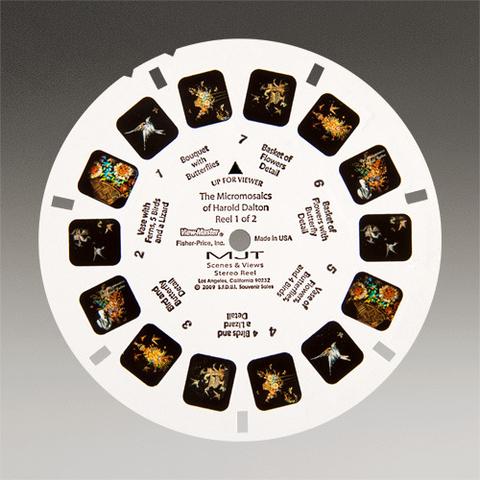 UP FOR VIEWER
The Micromosaics
of Harold Dalton
Reel 1 of 2
View-Master
Fisher-Price, Inc.
Made in USA
MJT
Scenes & Views
Stereo Reel
Los Angeles, California 90232
© 2009 S.F.D.U.I. Souvenir Sales
1
Bouquet
with
Butterflies
2
Vase with
Ferns, 2 Birds
and a Lizard
3
Bird and
Butterfly
Detail
4
4 Birds and
a Lizard
Detail
5
Vase of
Flowers,
Butterflies,
and 4 Birds
6
Basket of
Flowers with
Butterfly
Detail
7
Basket of
Flowers
Detail